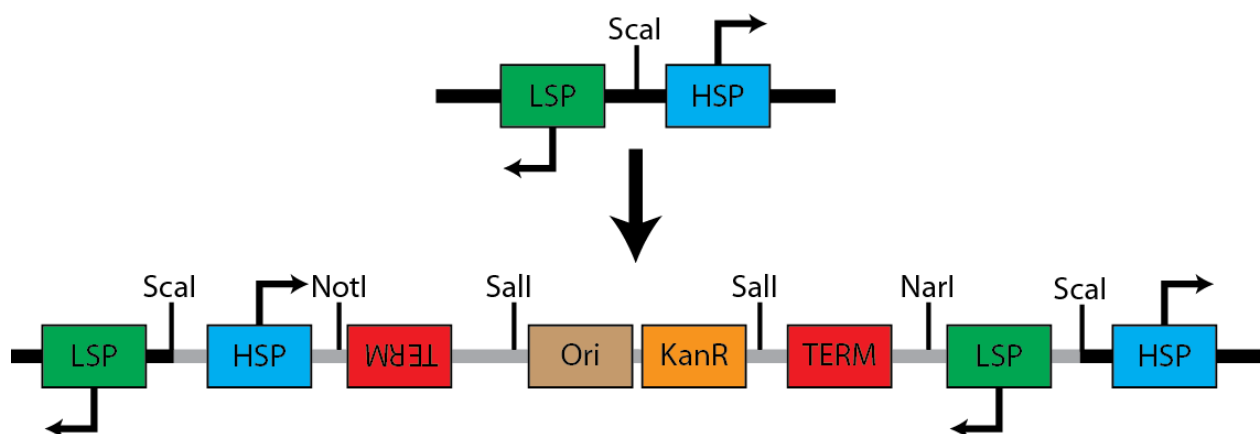 ScaI
LSP
HSP
ScaI
NotI
SalI
SalI
NarI
ScaI
LSP
HSP
TERM
Ori
KanR
TERM
LSP
HSP